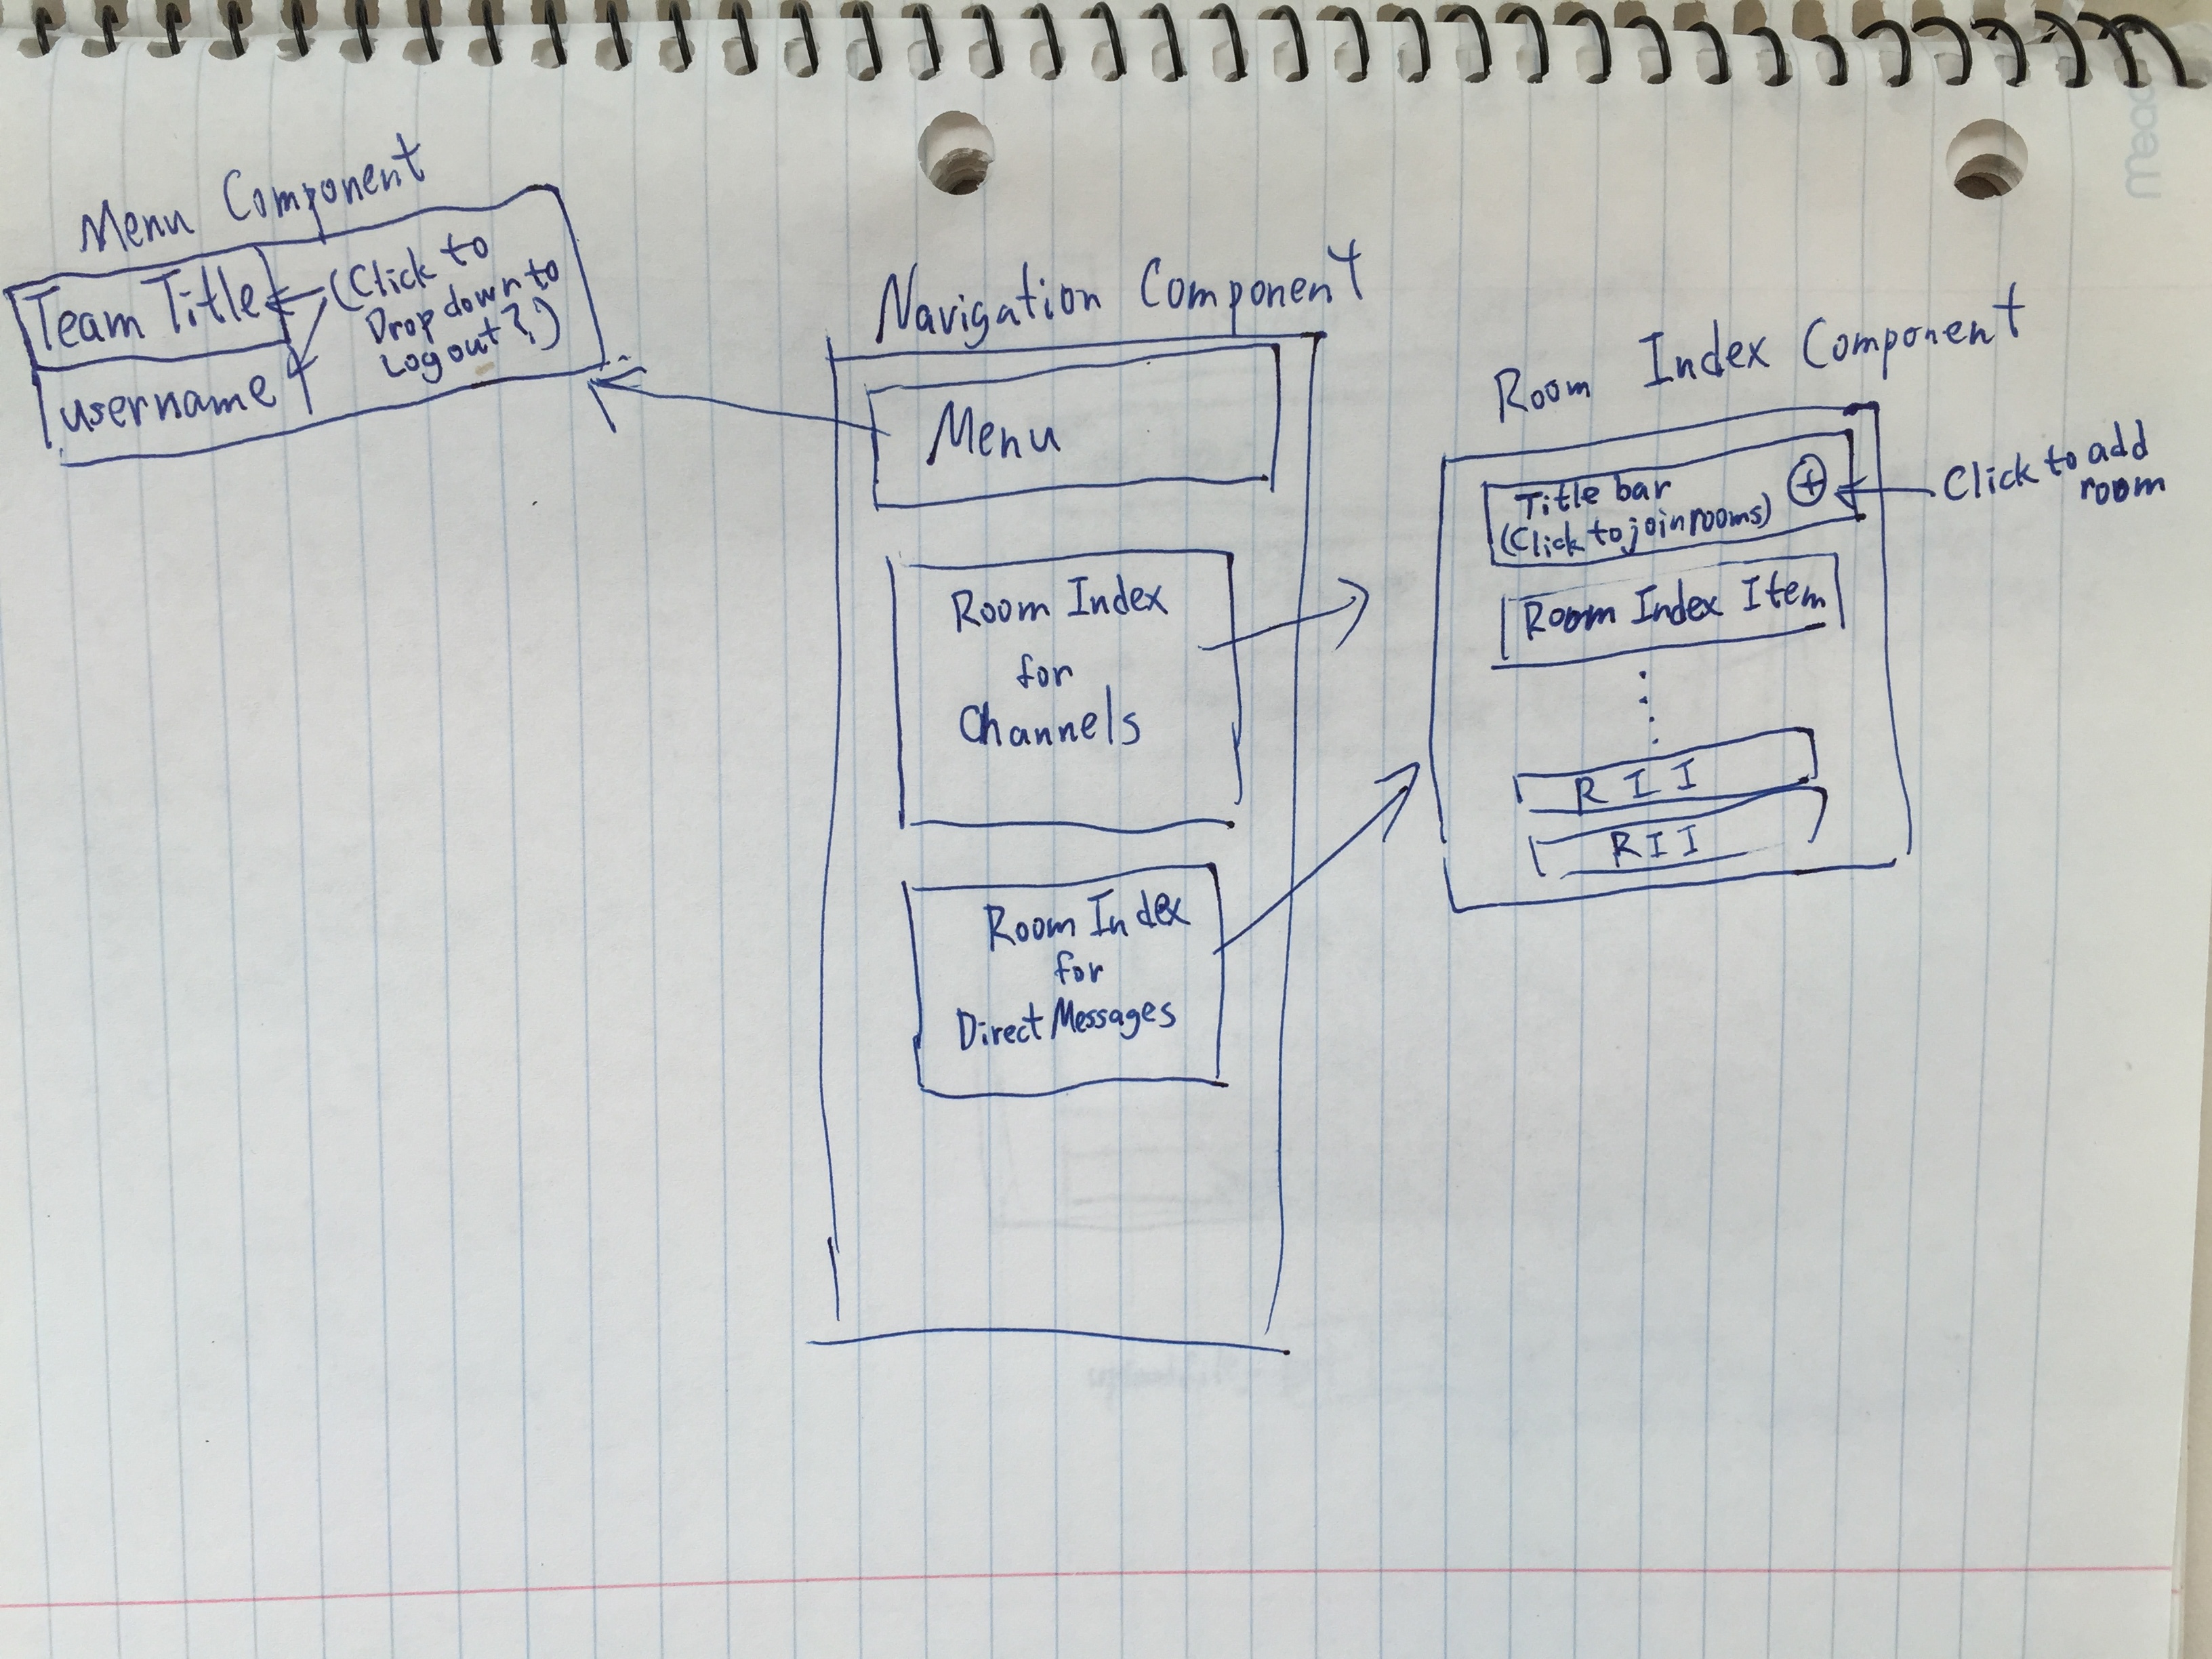 mead
Menu Component
Team Title
username
(Click to
Drop down to
Logout?)
Navigation Component
Menu
Room Index
for
Channels
Room Index
for
Direct Messages
Room Index Component
Title bar
(Click to join rooms)
+
Click to add
room
Room Index Item
RII
RII